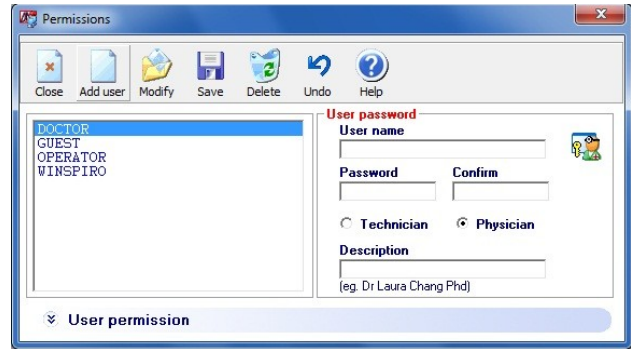 Permissions
Close Add user Modify Save Delete Undo Help
DOCTOR
GUEST
OPERATOR
WINSPIRO
User password
User name
Password Confirm
Technician Physician
Description
(eg. Dr Laura Chang Phd)
User permission